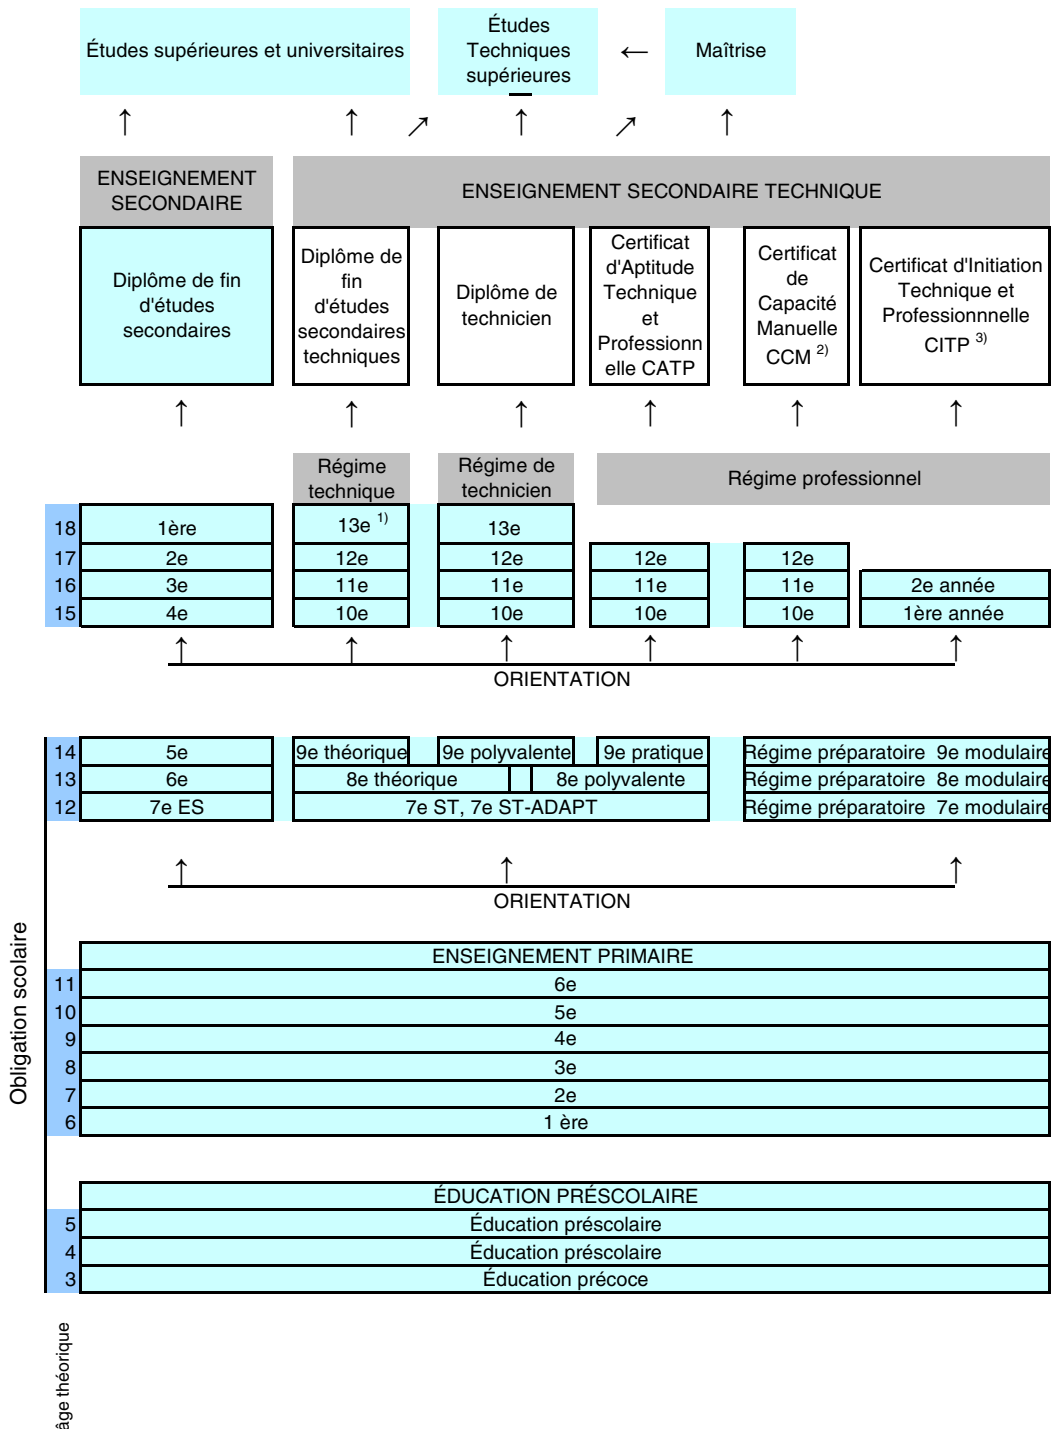 Études supérieures et universitaires
Études
Techniques
supérieures
←
Maîtrise
↑ ↑ ↗ ↑ ↗ ↑
ENSEIGNEMENT
SECONDAIRE
ENSEIGNEMENT SECONDAIRE TECHNIQUE
Diplôme de fin
d'études
secondaires
Diplôme de
fin
d'études
secondaires
techniques
Diplôme de
technicien
Certificat
d'Aptitude
Technique
et
Professionn
elle CATP
Certificat
de
Capacité
Manuelle
CCM 2)
Certificat d'Initiation
Technique et
Professionnnelle
CITP 3)
↑ ↑ ↑ ↑ ↑ ↑
Régime
technique
Régime de
technicien
Régime professionnel
18 1ère 13e 1) 13e
17 2e 12e 12e 12e 12e
16 3e 11e 11e 11e 11e 2e année
15 4e 10e 10e 10e 10e 1ère année
↑ ↑ ↑ ↑ ↑ ↑
ORIENTATION
14 5e 9e théorique 9e polyvalente 9e pratique Régime préparatoire 9e modulaire
13 6e 8e théorique 8e polyvalente Régime préparatoire 8e modulaire
12 7e ES 7e ST, 7e ST-ADAPT Régime préparatoire 7e modulaire
↑ ↑ ↑
ORIENTATION
Obligation scolaire
ENSEIGNEMENT PRIMAIRE
11 6e
10 5e
9 4e
8 3e
7 2e
6 1 ère
ÉDUCATION PRÉSCOLAIRE
5 Éducation préscolaire
4 Éducation préscolaire
3 Éducation précoce
âge théorique